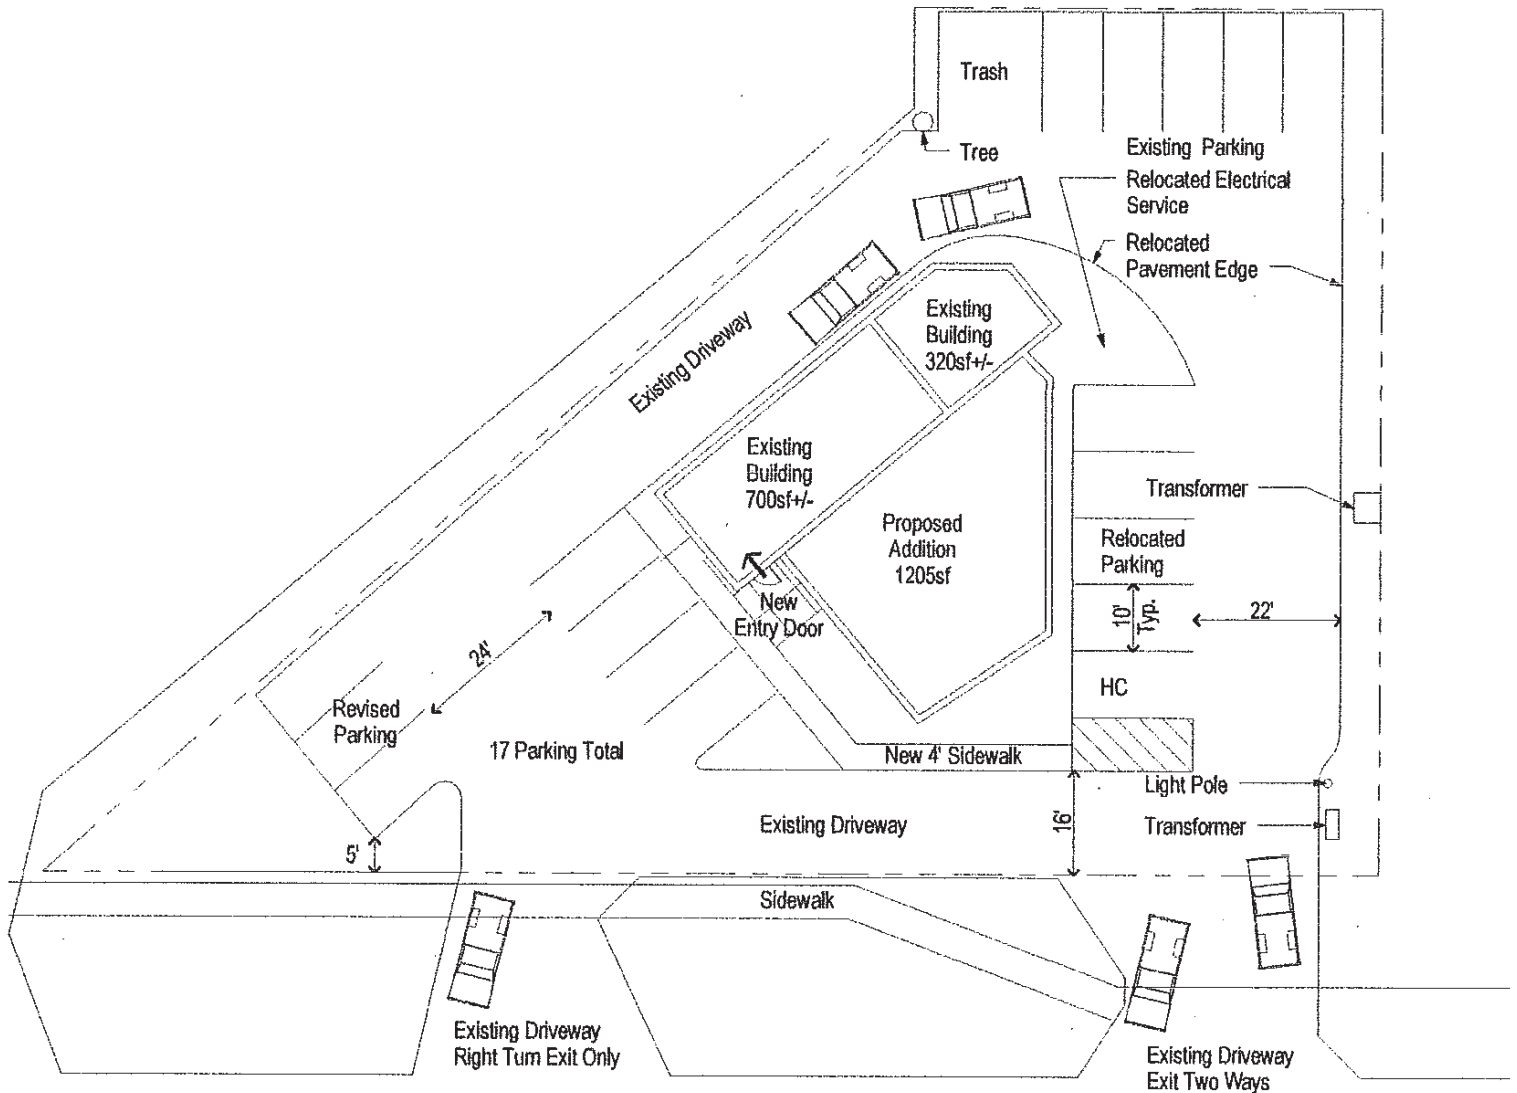 Trash
Tree
Existing Parking
Relocated Electrical
Service
Relocated
Pavement Edge
Existing Driveway
Existing
Building
320sf+/-
Existing
Building
700sf+/-
Transformer
Proposed
Addition
1205sf
Relocated
Parking
New
Entry Door
10'
Typ.
22'
24'
HC
Revised
Parking
17 Parking Total
New 4' Sidewalk
Light Pole
Existing Driveway
16'
Transformer
5'
Sidewalk
Existing Driveway
Right Turn Exit Only
Existing Driveway
Exit Two Ways